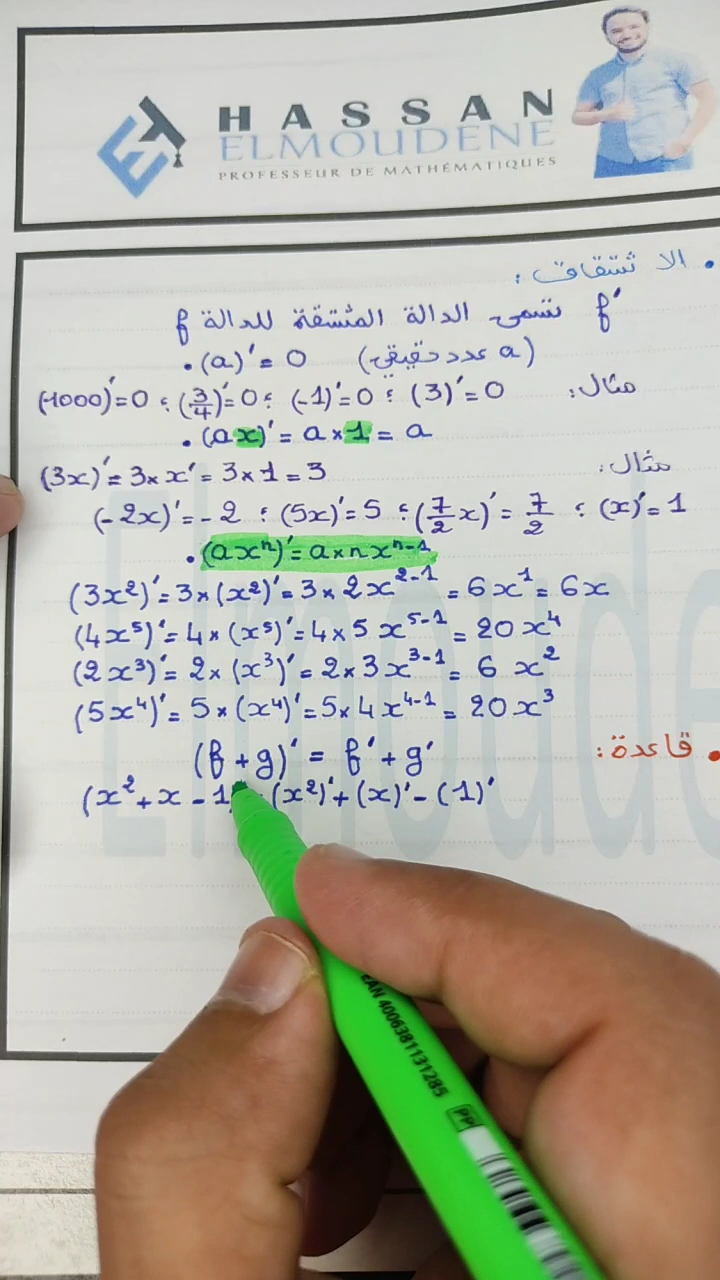 HASSAN
ELMOUDENE
PROFESSEUR DE MATHÉMATIQUES
• الاشتقاق :
f′ تسمى الدالة المشتقة للدالة f
• (a)′ = 0 (a عدد حقيقي)
مثال: (3)′ = 0 ; (-1)′ = 0 ; (3/4)′ = 0 ; (-1000)′ = 0
• (ax)′ = a × 1 = a
مثال: (3x)′ = 3 × x′ = 3 × 1 = 3
(-2x)′ = -2 ; (5x)′ = 5 ; (7/2 x)′ = 7/2 ; (x)′ = 1
• (axⁿ)′ = a × n xⁿ⁻¹
(3x²)′ = 3 × (x²)′ = 3 × 2x²⁻¹ = 6x¹ = 6x
(4x⁵)′ = 4 × (x⁵)′ = 4 × 5 x⁵⁻¹ = 20x⁴
(2x³)′ = 2 × (x³)′ = 2 × 3x³⁻¹ = 6 x²
(5x⁴)′ = 5 × (x⁴)′ = 5 × 4x⁴⁻¹ = 20x³
• قاعدة: (f + g)′ = f′ + g′
(x² + x - 1) (x²)′ + (x)′ - (1)′
EAN 4006381131285
PP
Elmoudene